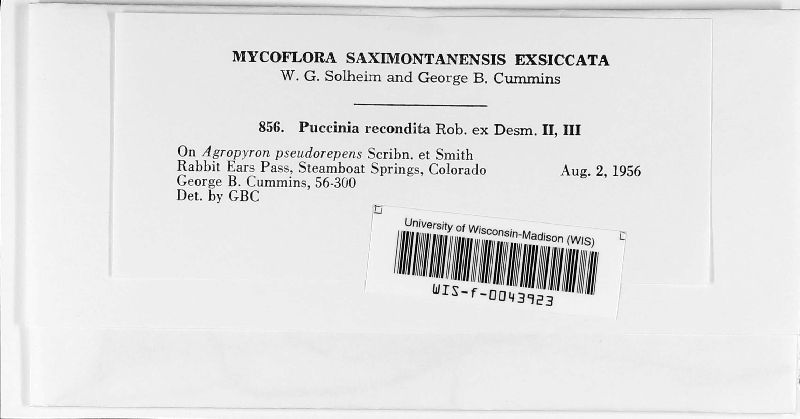 MYCOFLORA SAXIMONTANENSIS EXSICCATA
W. G. Solheim and George B. Cummins
856. Puccinia recondita Rob. ex Desm. II, III
On Agropyron pseudorepens Scribn. et Smith
Rabbit Ears Pass, Steamboat Springs, Colorado Aug. 2, 1956
George B. Cummins, 56-300
Det. by GBC
University of Wisconsin-Madison (WIS)
WIS-f-0043923